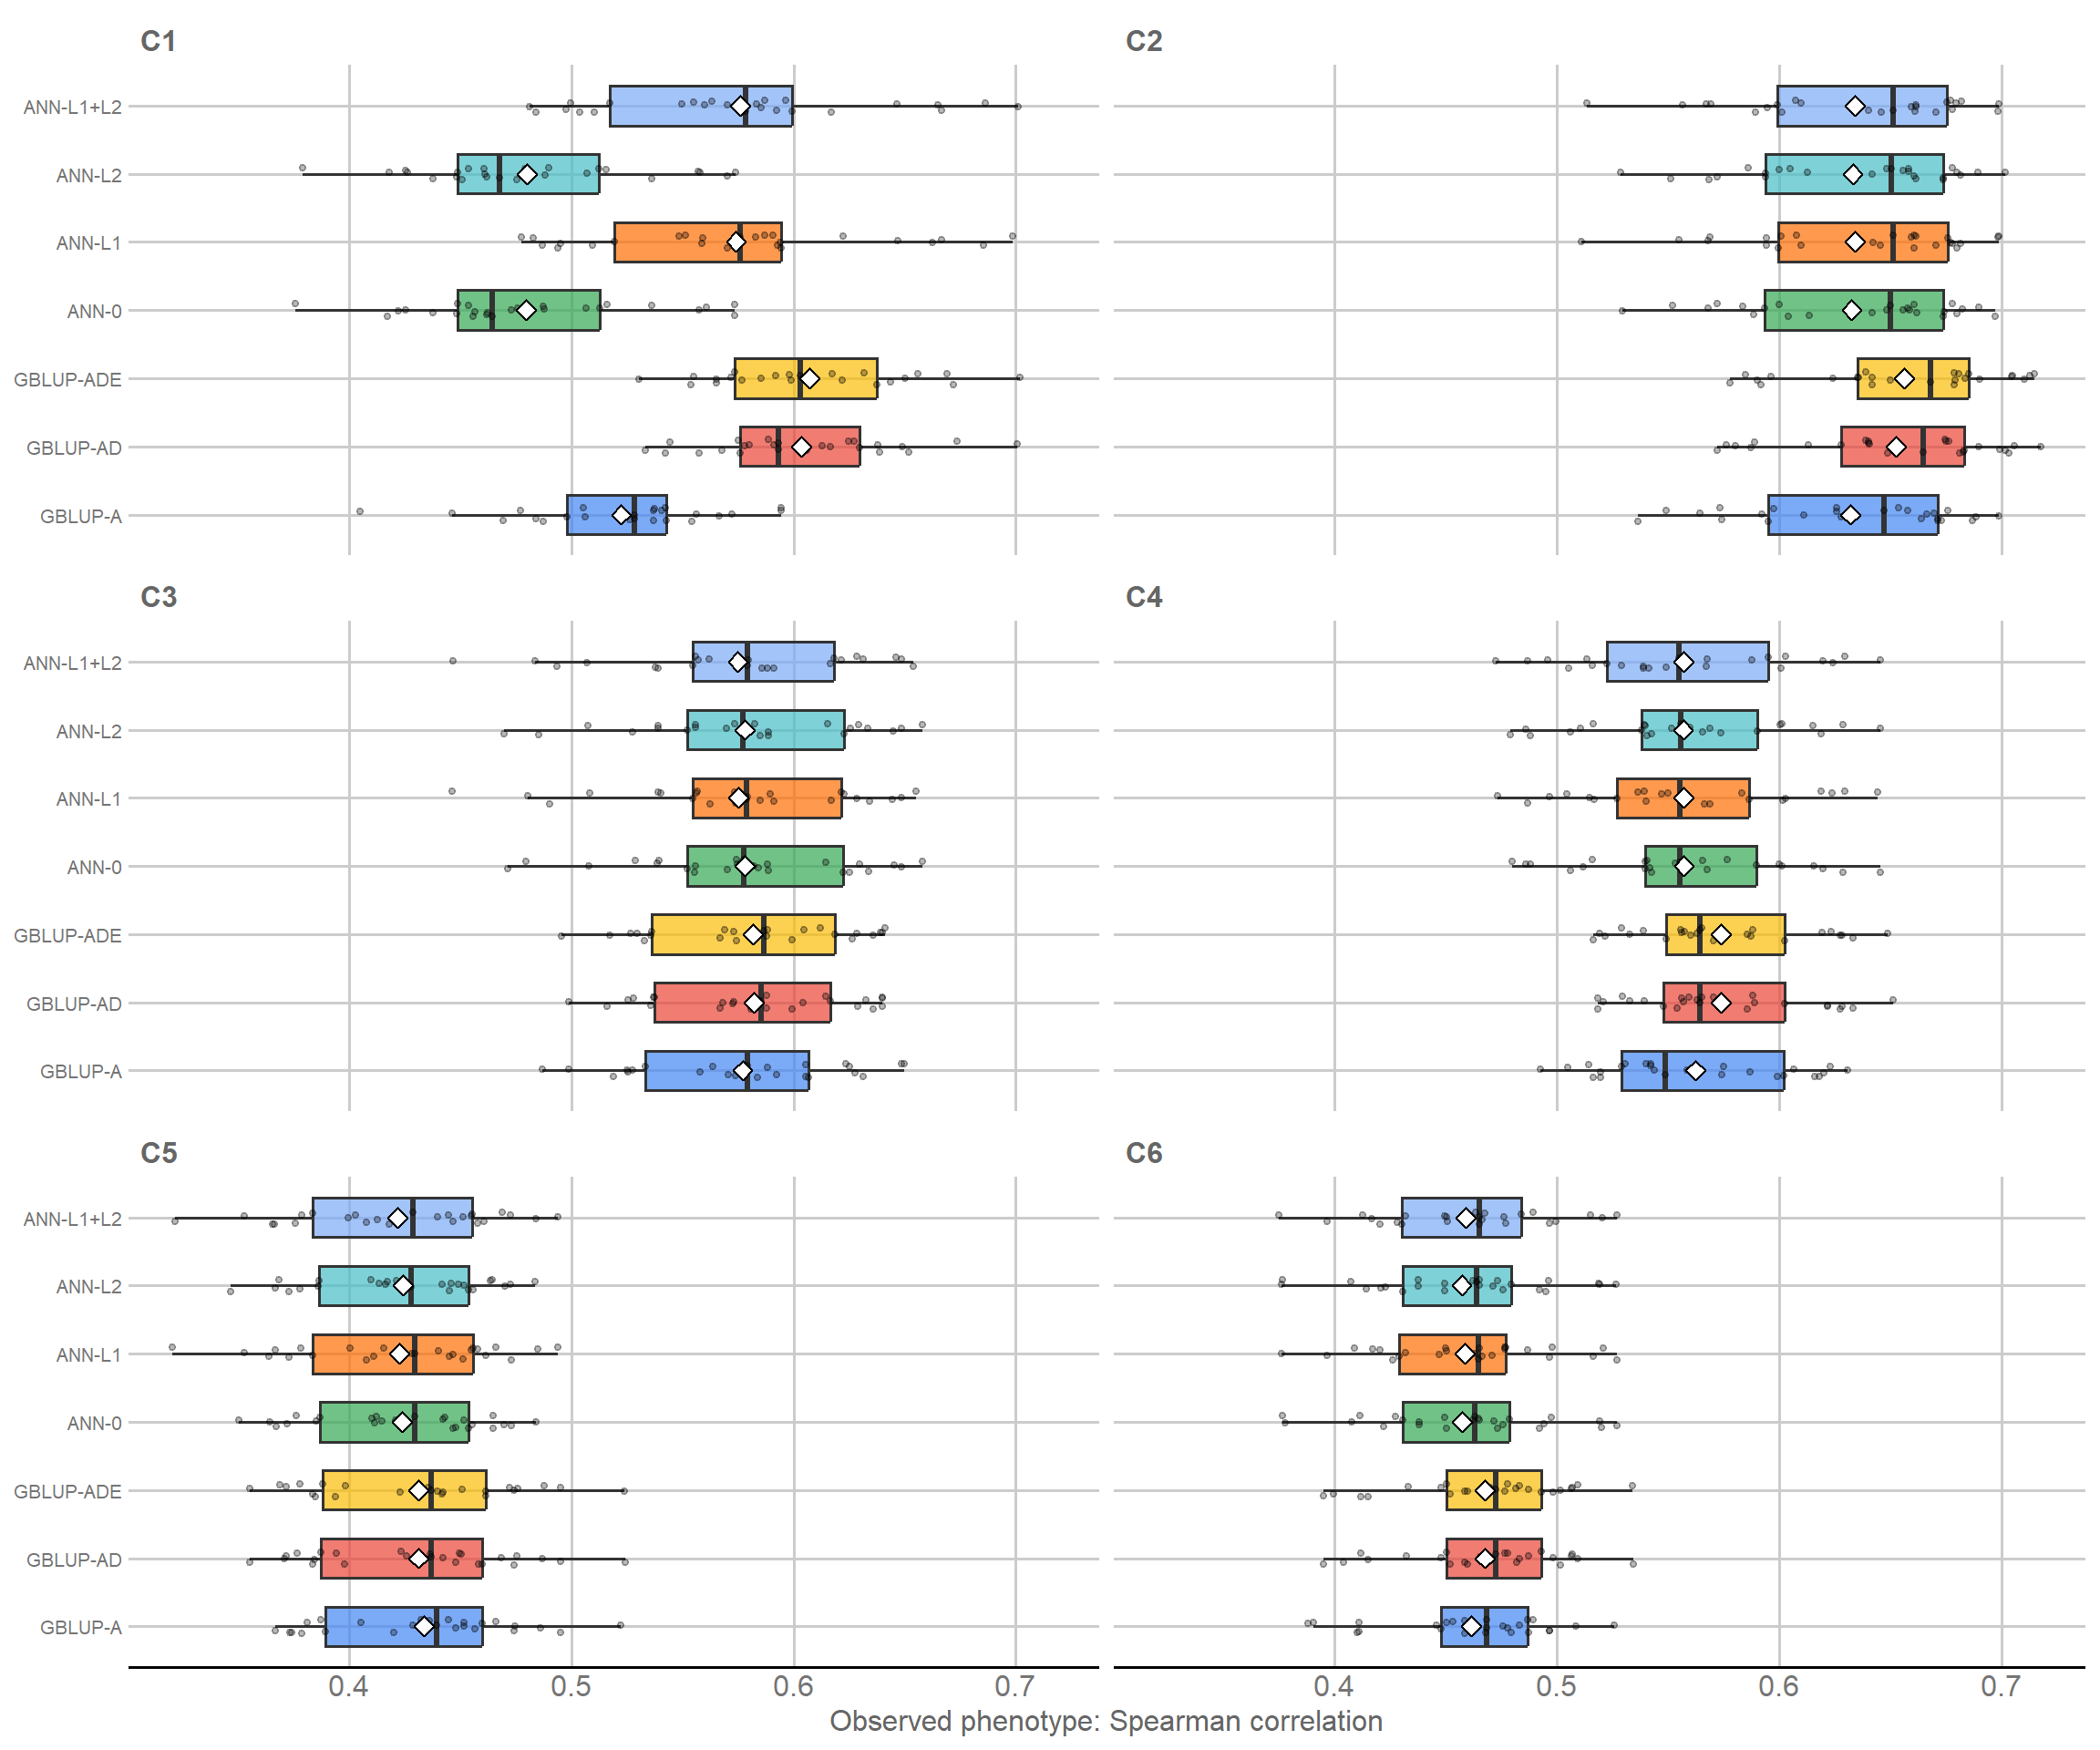 C1 C2
ANN-L1+L2
ANN-L2
ANN-L1
ANN-0
GBLUP-ADE
GBLUP-AD
GBLUP-A
C3 C4
ANN-L1+L2
ANN-L2
ANN-L1
ANN-0
GBLUP-ADE
GBLUP-AD
GBLUP-A
C5 C6
ANN-L1+L2
ANN-L2
ANN-L1
ANN-0
GBLUP-ADE
GBLUP-AD
GBLUP-A
0.4 0.5 0.6 0.7 0.4 0.5 0.6 0.7
Observed phenotype: Spearman correlation